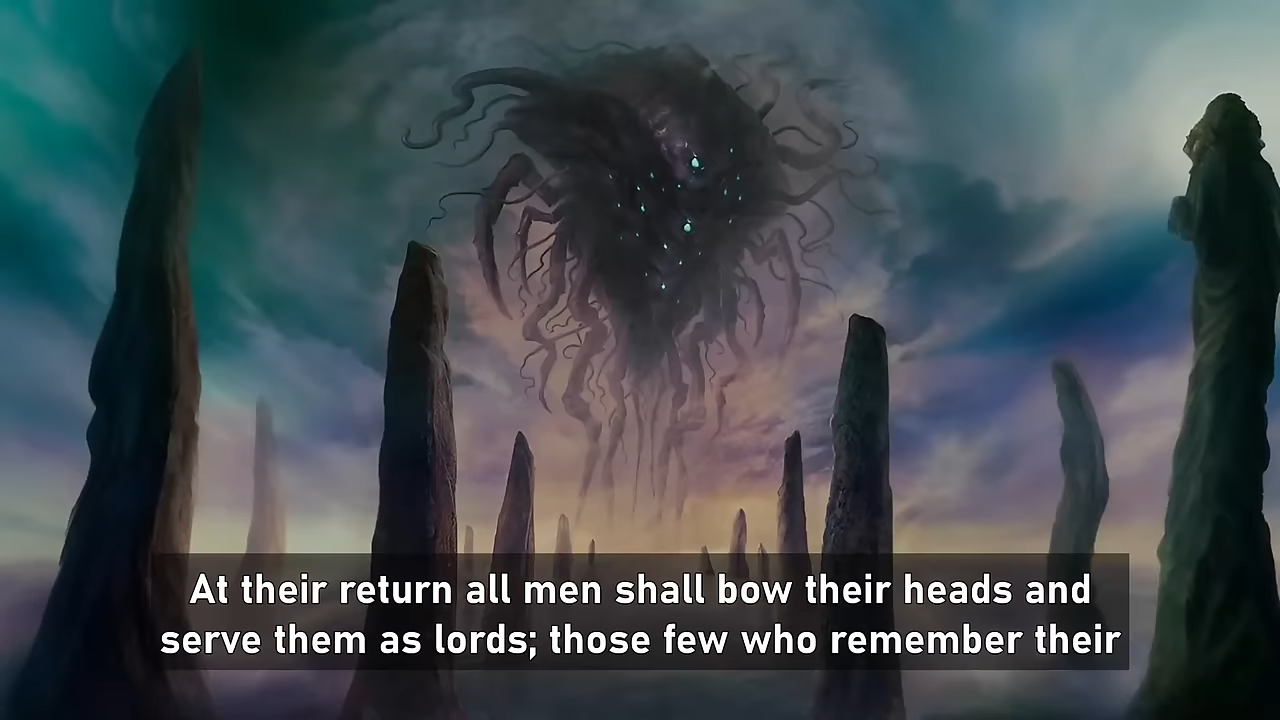 At their return all men shall bow their heads and
serve them as lords; those few who remember their